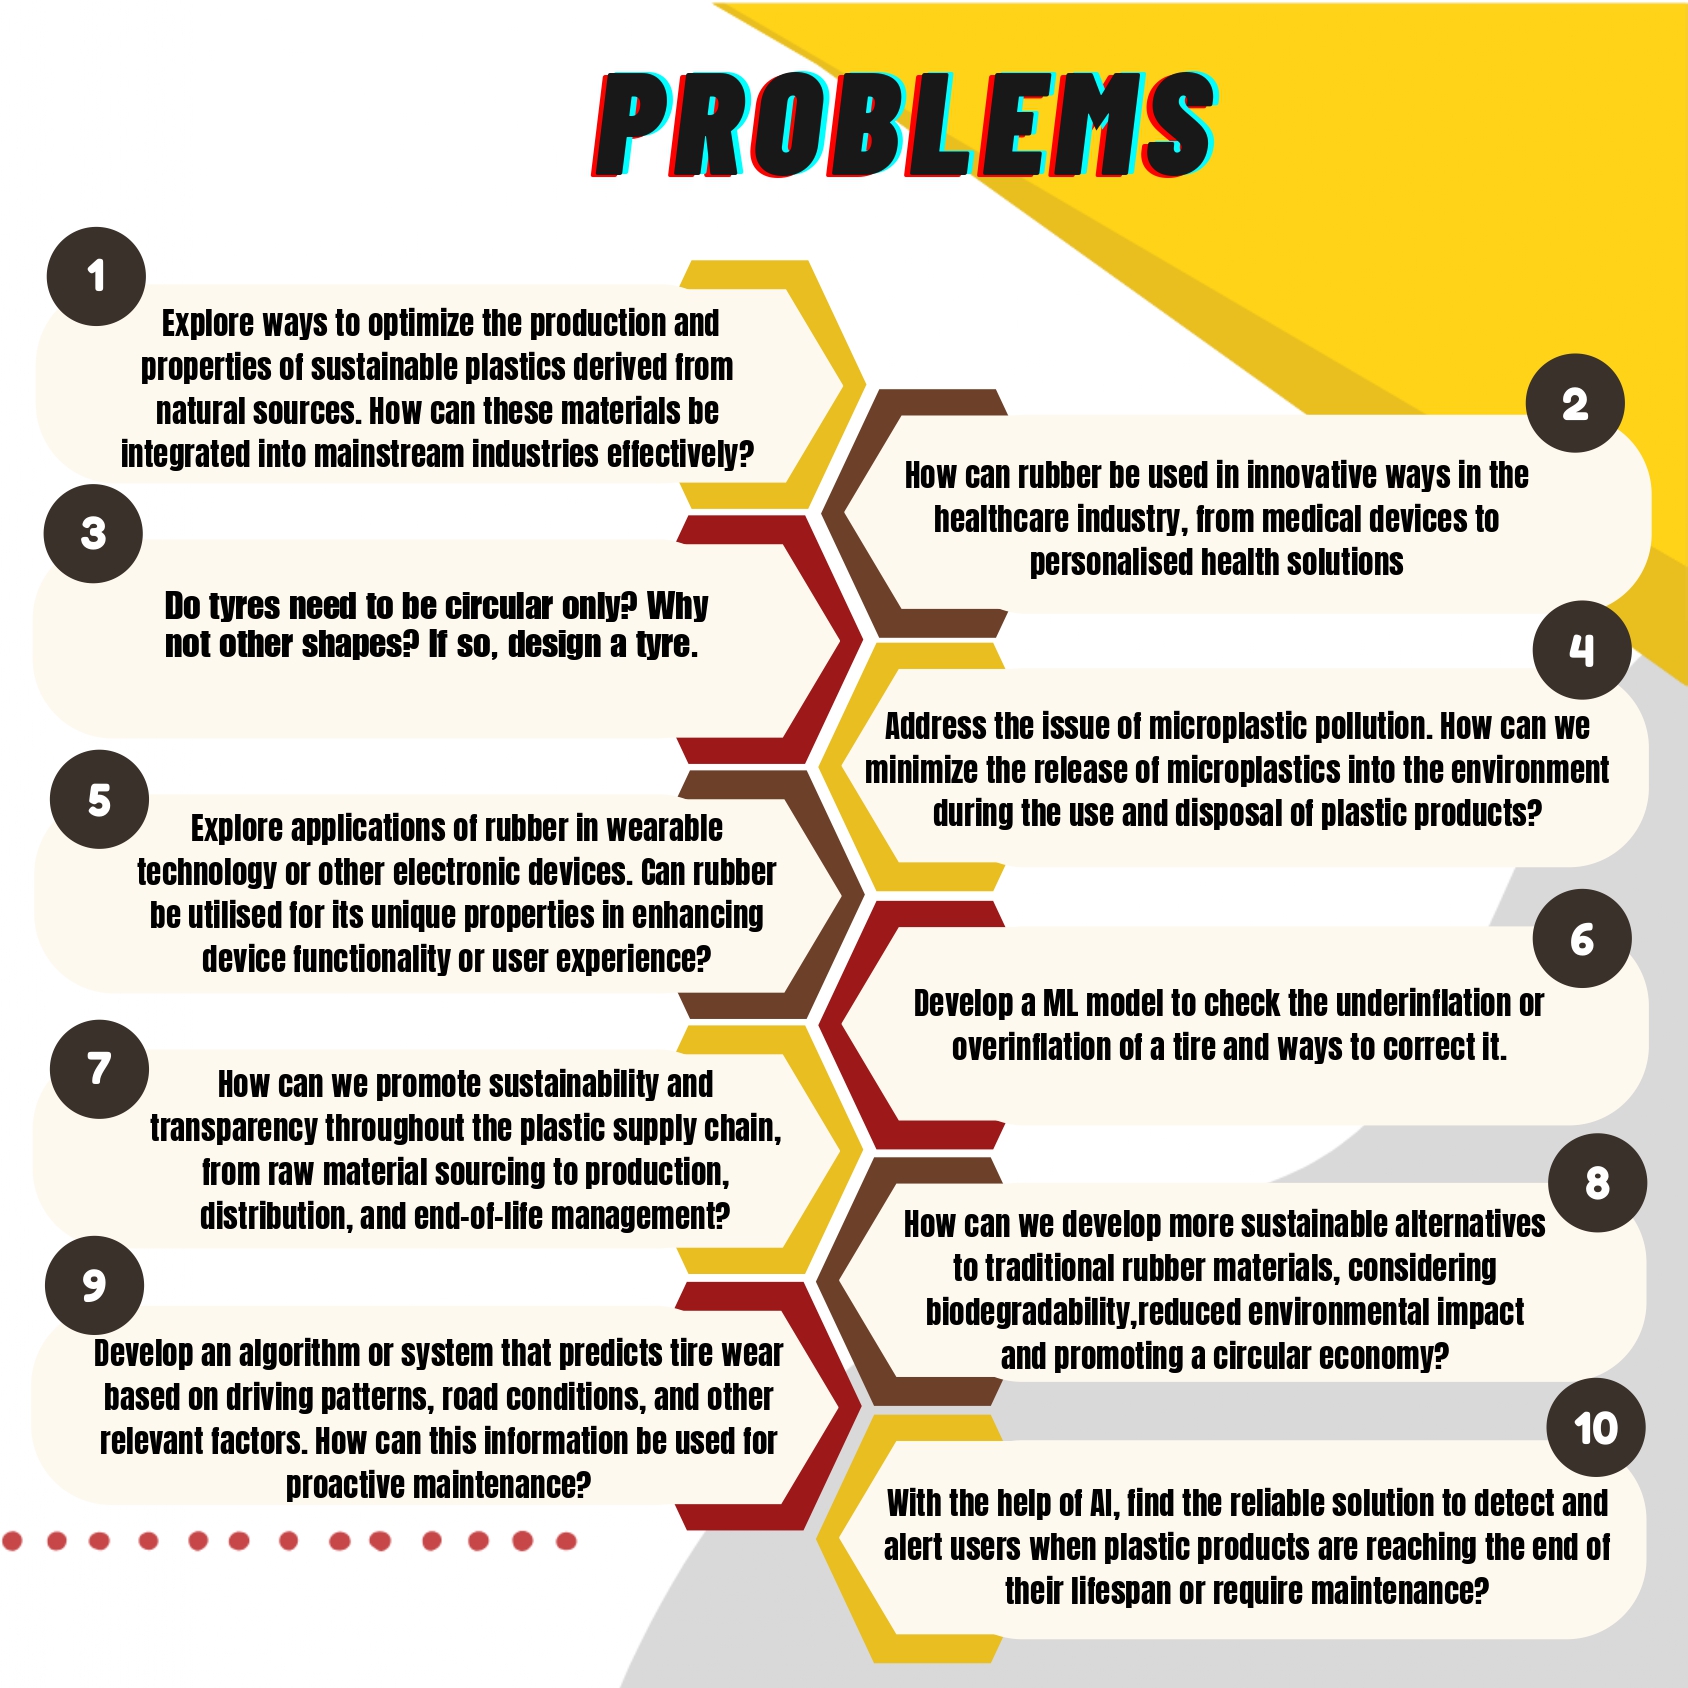 PROBLEMS
1
Explore ways to optimize the production and
properties of sustainable plastics derived from
natural sources. How can these materials be
integrated into mainstream industries effectively?
2
How can rubber be used in innovative ways in the
healthcare industry, from medical devices to
personalised health solutions
3
Do tyres need to be circular only? Why
not other shapes? If so, design a tyre.
4
Address the issue of microplastic pollution. How can we
minimize the release of microplastics into the environment
during the use and disposal of plastic products?
5
Explore applications of rubber in wearable
technology or other electronic devices. Can rubber
be utilised for its unique properties in enhancing
device functionality or user experience?
6
Develop a ML model to check the underinflation or
overinflation of a tire and ways to correct it.
7
How can we promote sustainability and
transparency throughout the plastic supply chain,
from raw material sourcing to production,
distribution, and end-of-life management?
8
How can we develop more sustainable alternatives
to traditional rubber materials, considering
biodegradability,reduced environmental impact
and promoting a circular economy?
9
Develop an algorithm or system that predicts tire wear
based on driving patterns, road conditions, and other
relevant factors. How can this information be used for
proactive maintenance?
10
With the help of AI, find the reliable solution to detect and
alert users when plastic products are reaching the end of
their lifespan or require maintenance?